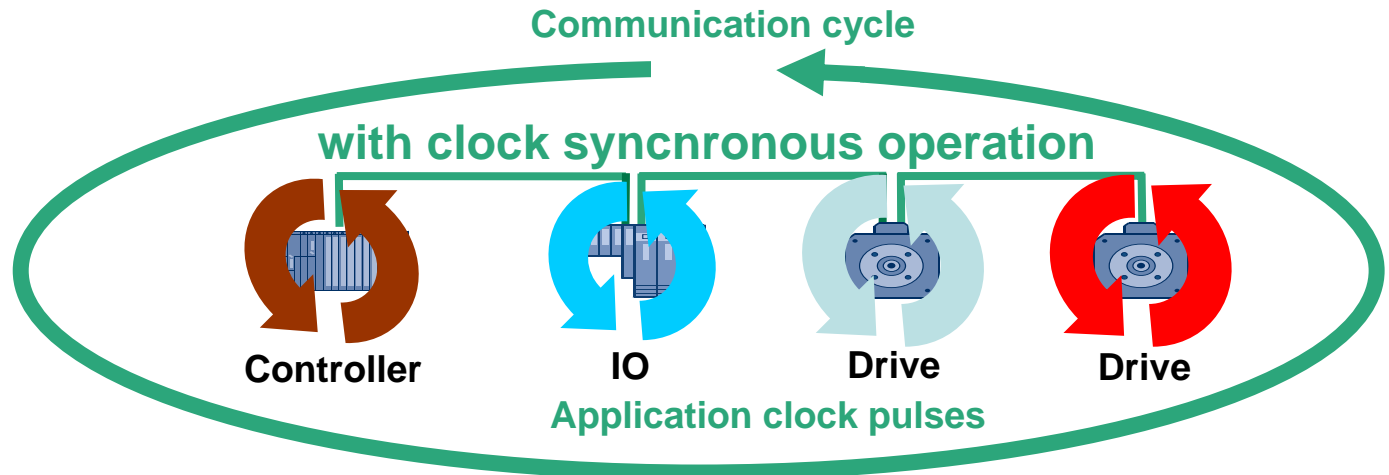 Communication cycle
with clock syncnronous operation
Controller
IO
Drive
Drive
Application clock pulses